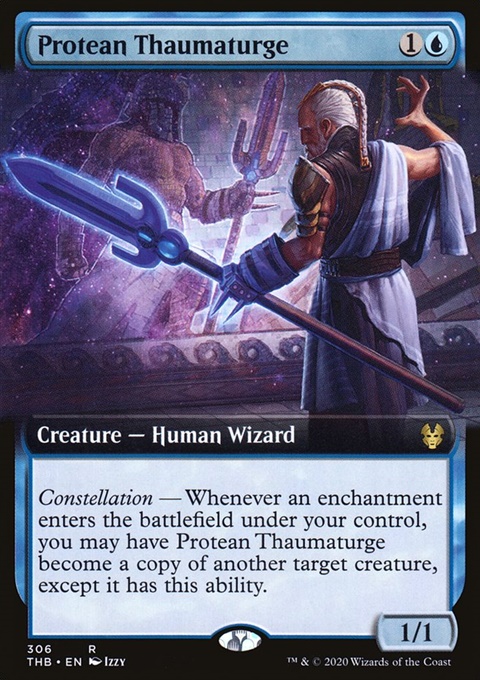 Protean Thaumaturge 1
Creature — Human Wizard
Constellation — Whenever an enchantment
enters the battlefield under your control,
you may have Protean Thaumaturge
become a copy of another target creature,
except it has this ability.
1/1
306 R
THB • EN Izzy
™ & © 2020 Wizards of the Coast